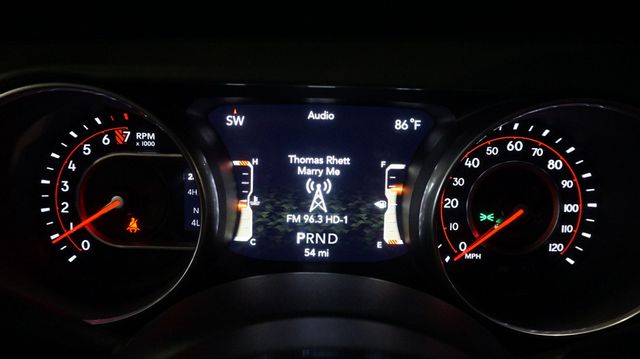 SW
Audio
86°F
Thomas Rhett
Marry Me
FM 96.3 HD-1
PRND
54 mi
H
C
F
E
0
1
2
3
4
5
6
7
RPM
x 1000
2
4H
N
4L
0
10
20
30
40
50
60
70
80
90
100
110
120
MPH